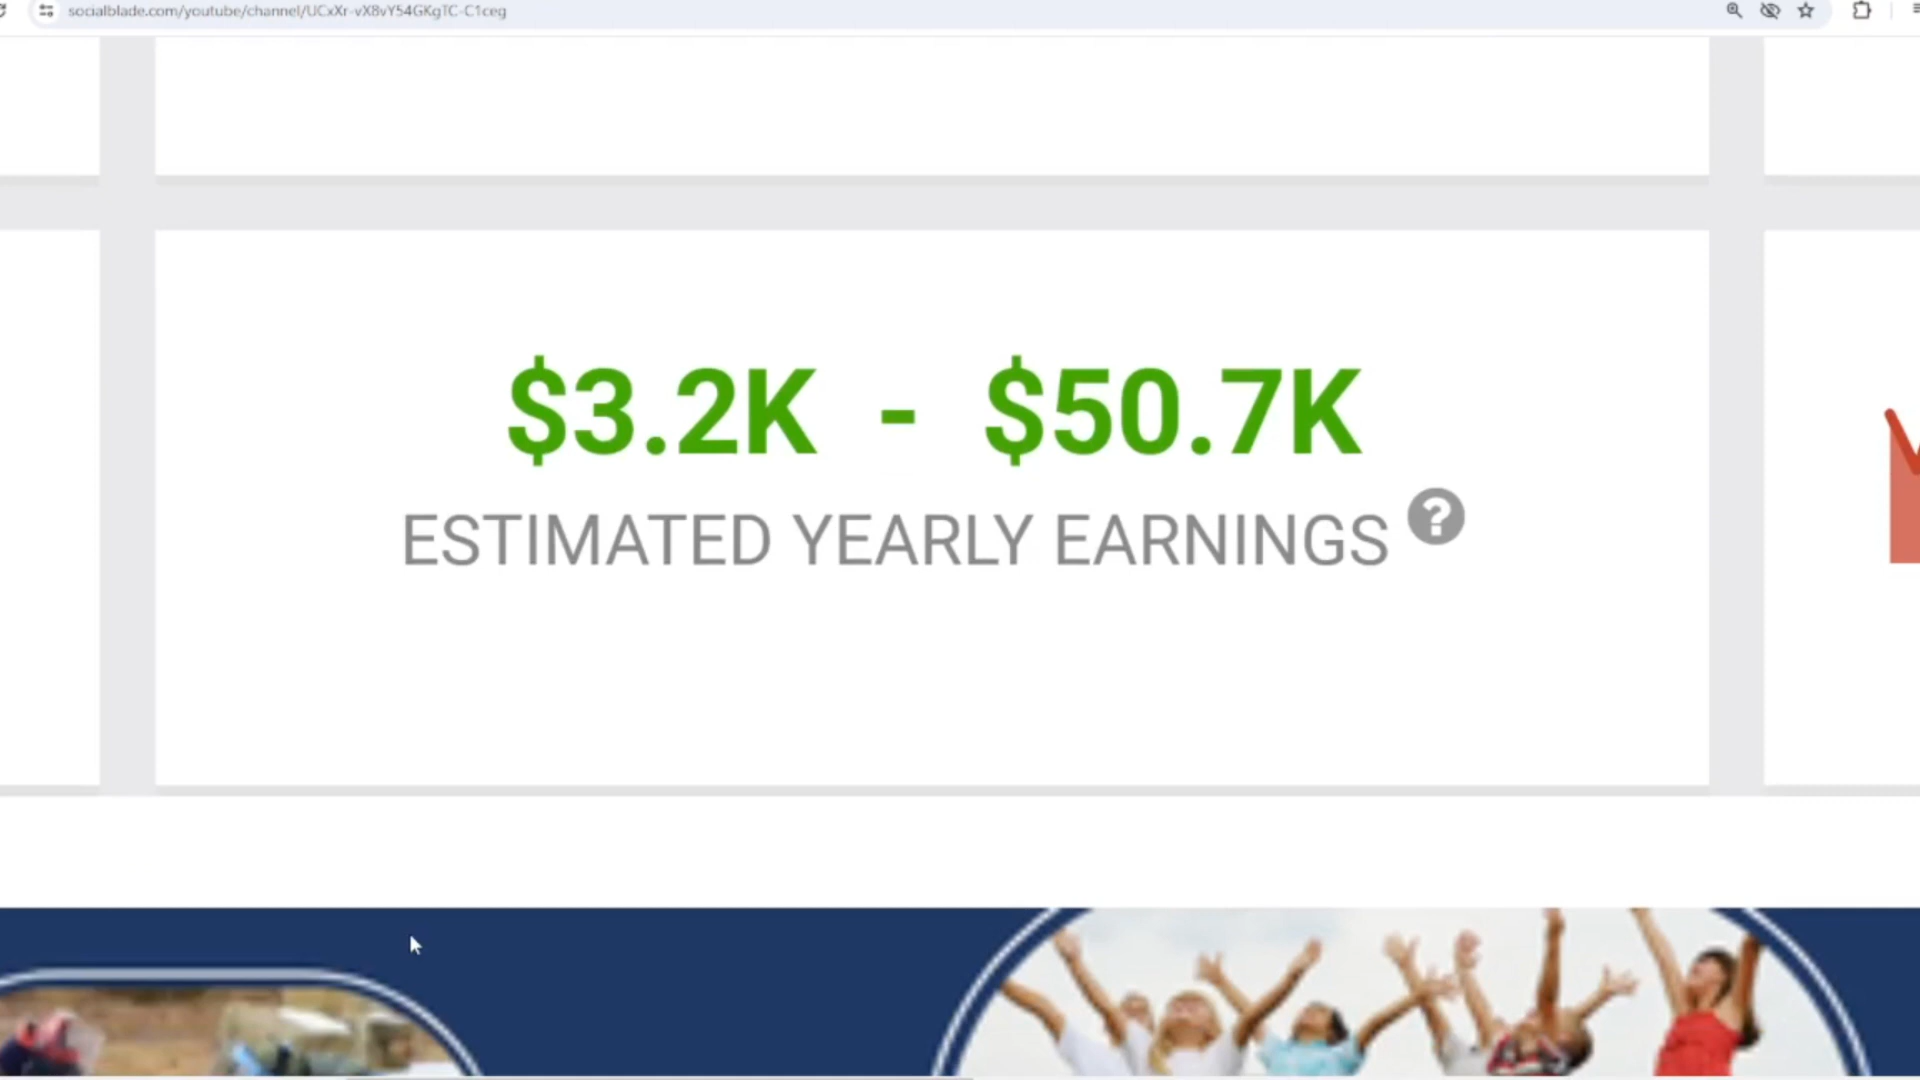 socialblade.com/youtube/channel/UCxXr-vX8vY54GKgTC-C1ceg
$3.2K - $50.7K
ESTIMATED YEARLY EARNINGS ?